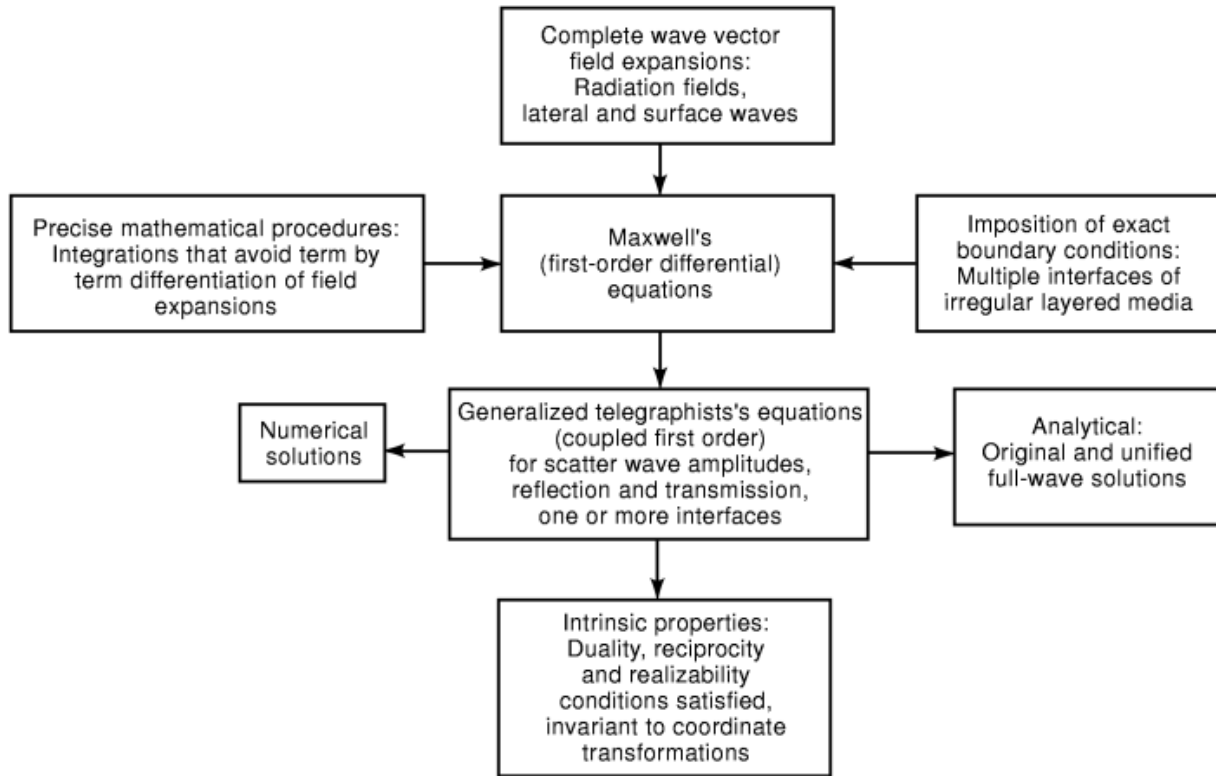 Complete wave vector
field expansions:
Radiation fields,
lateral and surface waves
Precise mathematical procedures:
Integrations that avoid term by
term differentiation of field
expansions
Maxwell's
(first-order differential)
equations
Imposition of exact
boundary conditions:
Multiple interfaces of
irregular layered media
Numerical
solutions
Generalized telegraphists's equations
(coupled first order)
for scatter wave amplitudes,
reflection and transmission,
one or more interfaces
Analytical:
Original and unified
full-wave solutions
Intrinsic properties:
Duality, reciprocity
and realizability
conditions satisfied,
invariant to coordinate
transformations